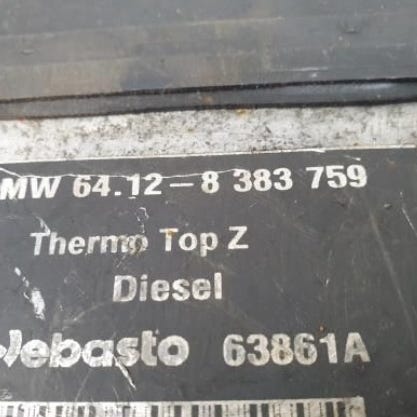 MW 64.12-8 383 759
Thermo Top Z
Diesel
Webasto 63861A